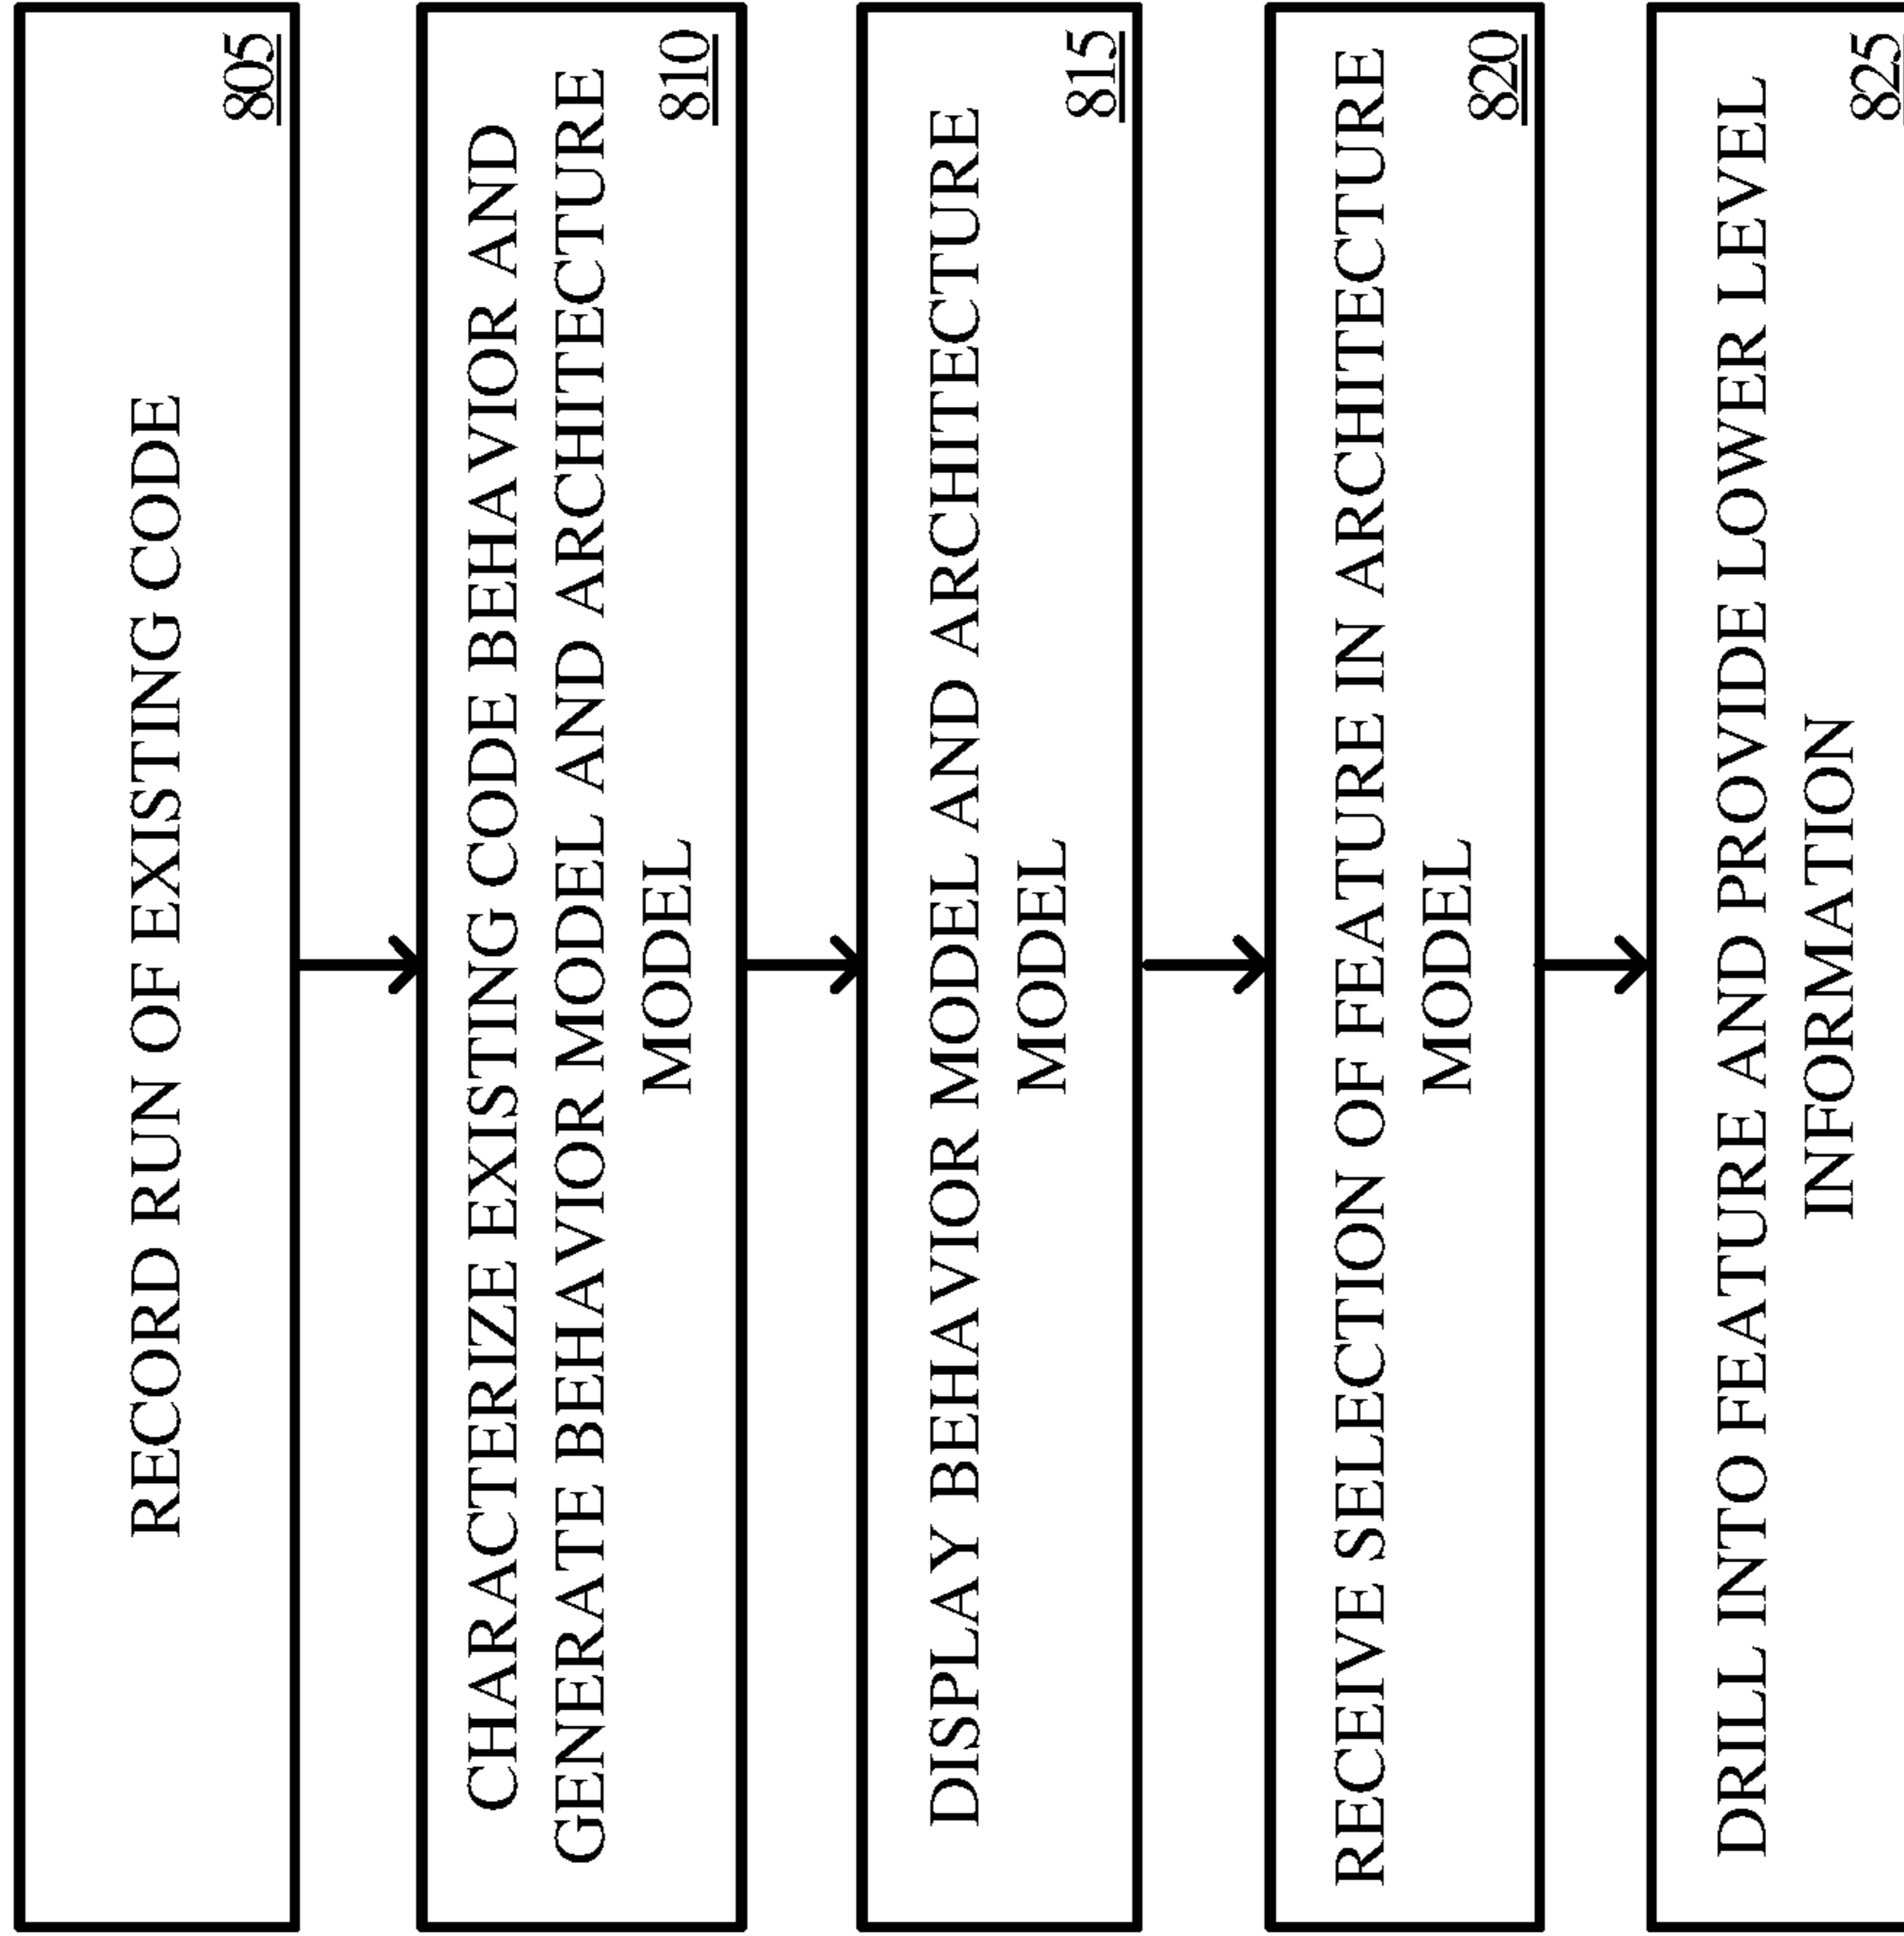 RECORD RUN OF EXISTING CODE
805
CHARACTERIZE EXISTING CODE BEHAVIOR AND
GENERATE BEHAVIOR MODEL AND ARCHITECTURE
MODEL
810
DISPLAY BEHAVIOR MODEL AND ARCHITECTURE
MODEL
815
RECEIVE SELECTION OF FEATURE IN ARCHITECTURE
MODEL
820
DRILL INTO FEATURE AND PROVIDE LOWER LEVEL
INFORMATION
825